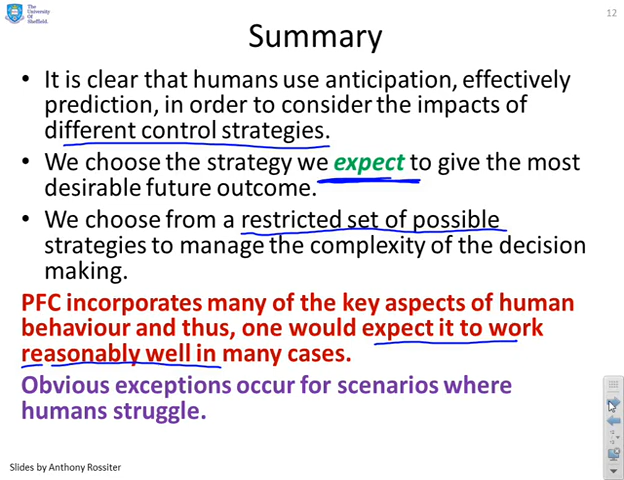 The
University
Of
Sheffield.
12
Summary
• It is clear that humans use anticipation, effectively
prediction, in order to consider the impacts of
different control strategies.
• We choose the strategy we expect to give the most
desirable future outcome.
• We choose from a restricted set of possible
strategies to manage the complexity of the decision
making.
PFC incorporates many of the key aspects of human
behaviour and thus, one would expect it to work
reasonably well in many cases.
Obvious exceptions occur for scenarios where
humans struggle.
Slides by Anthony Rossiter